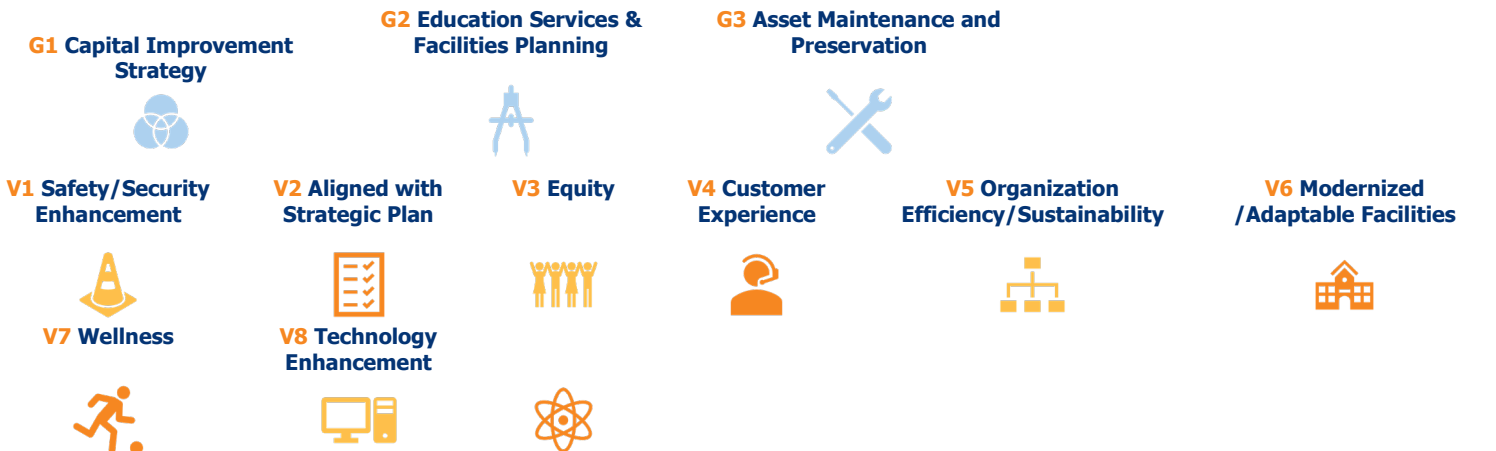 G1 Capital Improvement
Strategy
G2 Education Services &
Facilities Planning
G3 Asset Maintenance and
Preservation
V1 Safety/Security
Enhancement
V2 Aligned with
Strategic Plan
V3 Equity
V4 Customer
Experience
V5 Organization
Efficiency/Sustainability
V6 Modernized
/Adaptable Facilities
V7 Wellness
V8 Technology
Enhancement